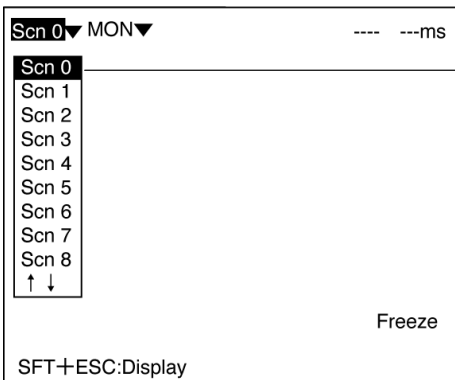 Scn 0▼ MON▼ ---- ---ms
Scn 0
Scn 1
Scn 2
Scn 3
Scn 4
Scn 5
Scn 6
Scn 7
Scn 8
↑ ↓
Freeze
SFT+ESC:Display